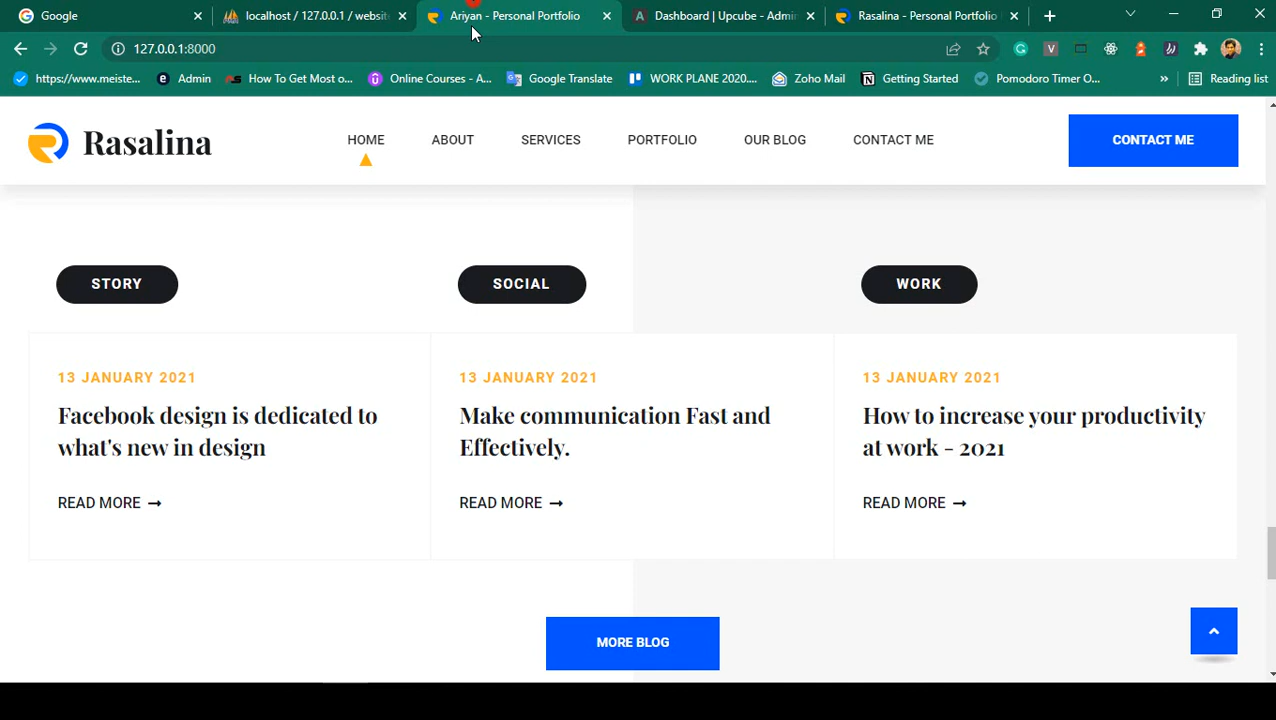 Google
localhost / 127.0.0.1 / websit
Ariyan - Personal Portfolio
Dashboard | Upcube - Admi
Rasalina - Personal Portfolio
127.0.0.1:8000
https://www.meiste...
Admin
How To Get Most o...
Online Courses - A...
Google Translate
WORK PLANE 2020....
Zoho Mail
Getting Started
Pomodoro Timer O...
»
Reading list
Rasalina
HOME
ABOUT
SERVICES
PORTFOLIO
OUR BLOG
CONTACT ME
CONTACT ME
STORY
SOCIAL
WORK
13 JANUARY 2021
Facebook design is dedicated to
what's new in design
READ MORE →
13 JANUARY 2021
Make communication Fast and
Effectively.
READ MORE →
13 JANUARY 2021
How to increase your productivity
at work - 2021
READ MORE →
MORE BLOG